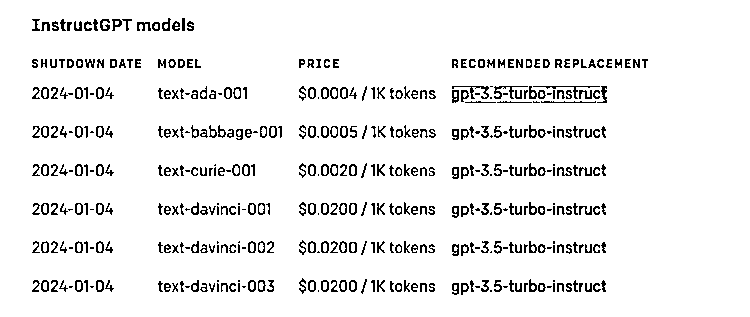 InstructGPT models
SHUTDOWN DATE MODEL PRICE RECOMMENDED REPLACEMENT
2024-01-04 text-ada-001 $0.0004 / 1K tokens gpt-3.5-turbo-instruct
2024-01-04 text-babbage-001 $0.0005 / 1K tokens gpt-3.5-turbo-instruct
2024-01-04 text-curie-001 $0.0020 / 1K tokens gpt-3.5-turbo-instruct
2024-01-04 text-davinci-001 $0.0200 / 1K tokens gpt-3.5-turbo-instruct
2024-01-04 text-davinci-002 $0.0200 / 1K tokens gpt-3.5-turbo-instruct
2024-01-04 text-davinci-003 $0.0200 / 1K tokens gpt-3.5-turbo-instruct